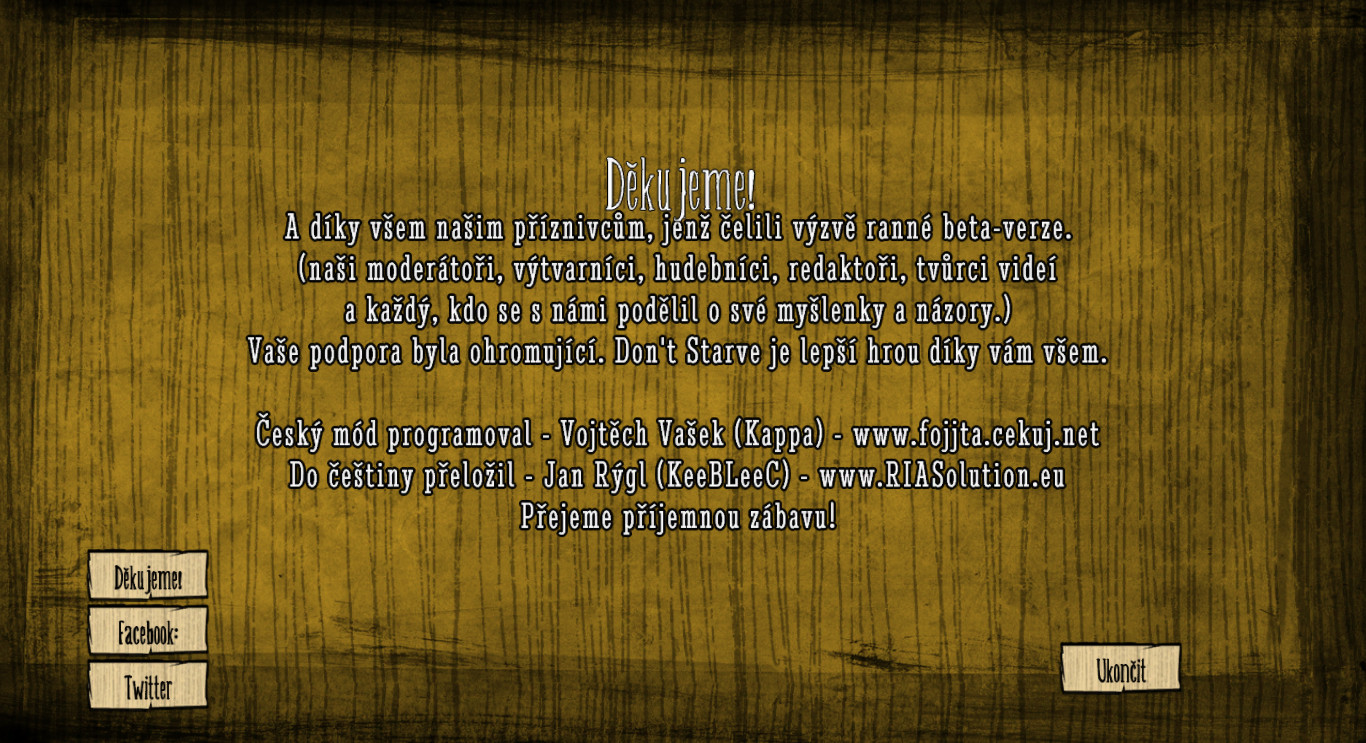 Děkujeme!
A díky všem našim příznivcům, jenž čelili výzvě ranné beta-verze.
(naši moderátoři, výtvarníci, hudebníci, redaktoři, tvůrci videí
a každý, kdo se s námi podělil o své myšlenky a názory.)
Vaše podpora byla ohromující. Don't Starve je lepší hrou díky vám všem.
Český mód programoval - Vojtěch Vašek (Kappa) - www.fojjta.cekuj.net
Do češtiny přeložil - Jan Rýgl (KeeBLeeC) - www.RIASolution.eu
Přejeme příjemnou zábavu!
Děkujeme!
Facebook:
Twitter
Ukončit